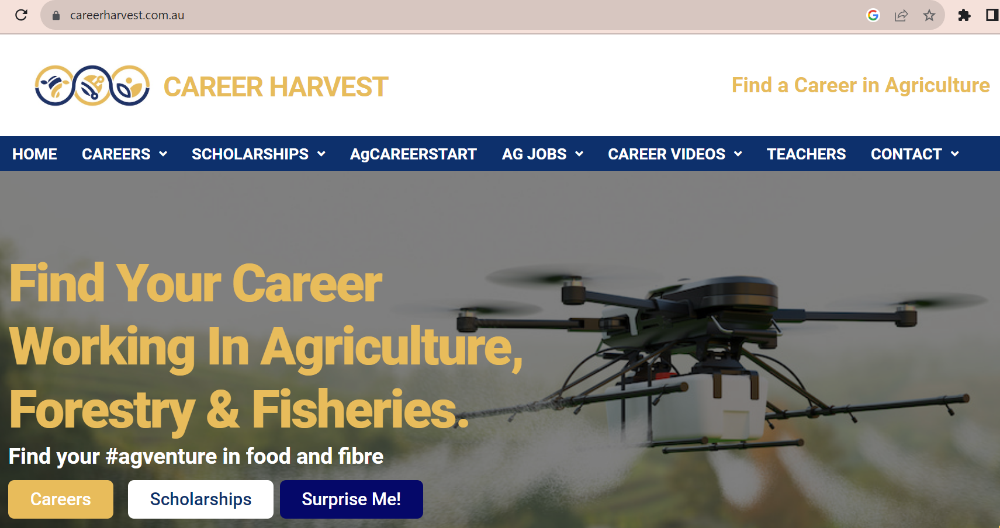 careerharvest.com.au
CAREER HARVEST
Find a Career in Agriculture
HOME CAREERS SCHOLARSHIPS AgCAREERSTART AG JOBS CAREER VIDEOS TEACHERS CONTACT
Find Your Career
Working In Agriculture,
Forestry & Fisheries.
Find your #agventure in food and fibre
Careers Scholarships Surprise Me!